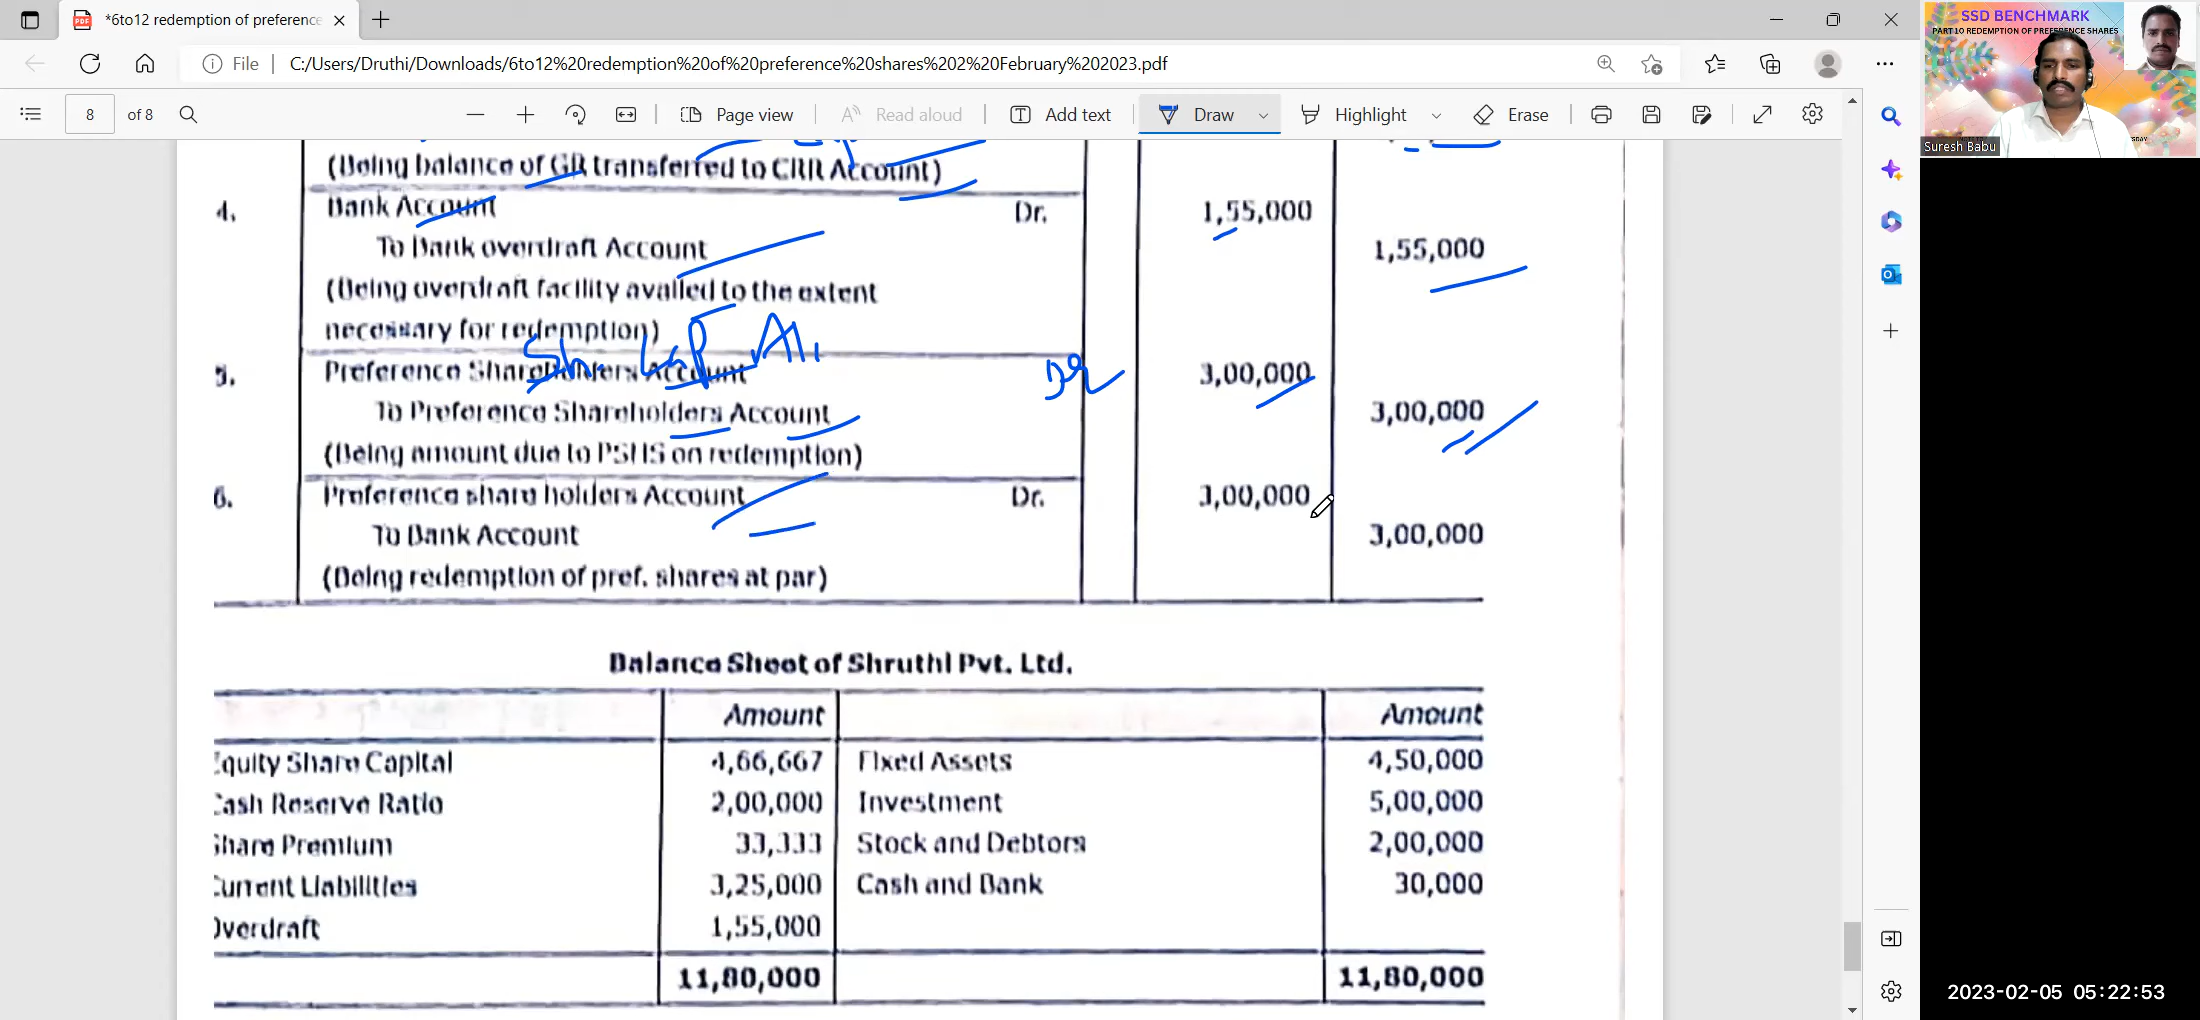 *6to12 redemption of preference
File
C:/Users/Druthi/Downloads/6to12%20redemption%20of%20preference%20shares%202%20February%202023.pdf
8 of 8
Page view
Read aloud
Add text
Draw
Highlight
Erase
SSD BENCHMARK
PART 10 REDEMPTION OF PREFERENCE SHARES
Suresh Babu
(Being balance of GR transferred to CRR Account)
4. Bank Account Dr. 1,55,000
To Bank overdraft Account 1,55,000
(Being overdraft facility availed to the extent
necessary for redemption)
Sh. Cap A/c Dr
5. Preference Shareholders Account 3,00,000
To Preference Shareholders Account 3,00,000
(Being amount due to PSHS on redemption)
6. Preference share holders Account Dr. 3,00,000
To Bank Account 3,00,000
(Being redemption of pref. shares at par)
Balance Sheet of Shruthi Pvt. Ltd.
Amount Amount
Equity Share Capital 4,66,667 Fixed Assets 4,50,000
Cash Reserve Ratio 2,00,000 Investment 5,00,000
Share Premium 33,333 Stock and Debtors 2,00,000
Current Liabilities 3,25,000 Cash and Bank 30,000
Overdraft 1,55,000
11,80,000 11,80,000
2023-02-05 05:22:53